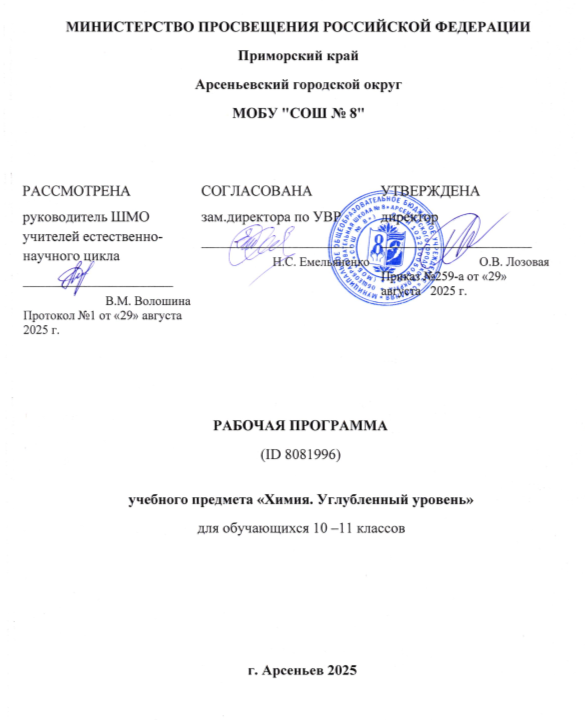 МИНИСТЕРСТВО ПРОСВЕЩЕНИЯ РОССИЙСКОЙ ФЕДЕРАЦИИ
Приморский край
Арсеньевский городской округ
МОБУ "СОШ № 8"
РАССМОТРЕНА
руководитель ШМО
учителей естественно-
научного цикла
В.М. Волошина
Протокол №1 от «29» августа
2025 г.
СОГЛАСОВАНА
зам.директора по УВР
Н.С. Емельяненко
УТВЕРЖДЕНА
директор
О.В. Лозовая
Приказ №259-а от «29»
августа 2025 г.
РАБОЧАЯ ПРОГРАММА
(ID 8081996)
учебного предмета «Химия. Углубленный уровень»
для обучающихся 10 –11 классов
г. Арсеньев 2025